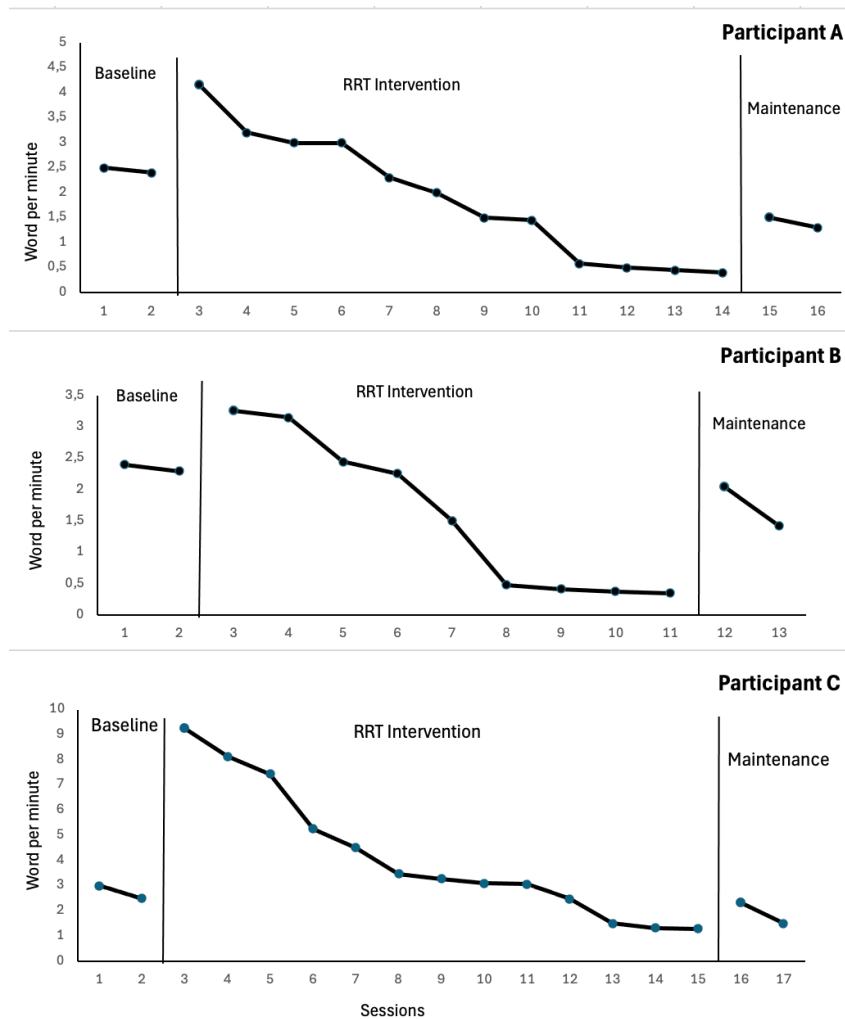 Participant A
Baseline
RRT Intervention
Maintenance
Word per minute
5
4,5
4
3,5
3
2,5
2
1,5
1
0,5
0
1 2 3 4 5 6 7 8 9 10 11 12 13 14 15 16
Participant B
Baseline
RRT Intervention
Maintenance
Word per minute
3,5
3
2,5
2
1,5
1
0,5
0
1 2 3 4 5 6 7 8 9 10 11 12 13
Participant C
Baseline
RRT Intervention
Maintenance
Word per minute
10
9
8
7
6
5
4
3
2
1
0
1 2 3 4 5 6 7 8 9 10 11 12 13 14 15 16 17
Sessions